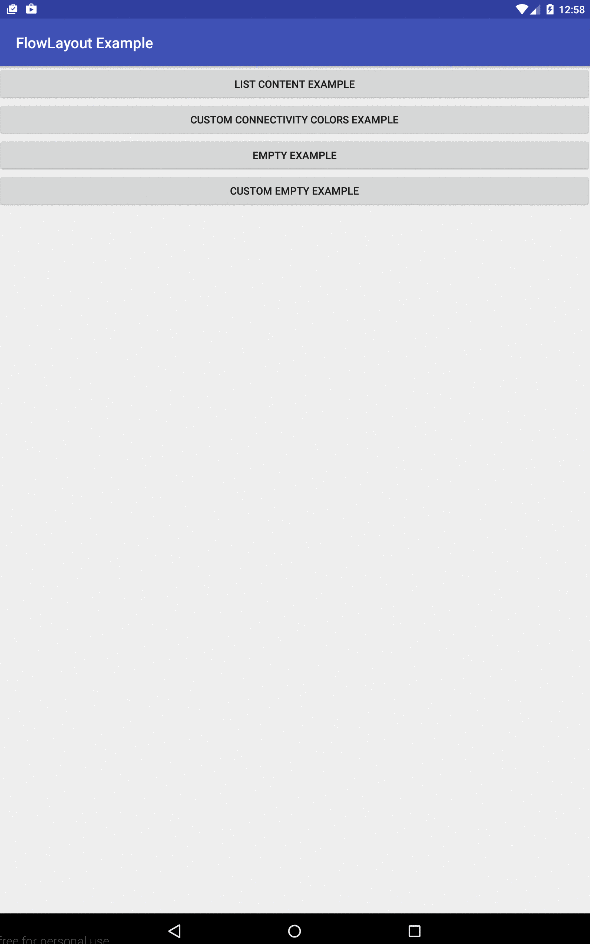 12:58
FlowLayout Example
LIST CONTENT EXAMPLE
CUSTOM CONNECTIVITY COLORS EXAMPLE
EMPTY EXAMPLE
CUSTOM EMPTY EXAMPLE
free for personal use